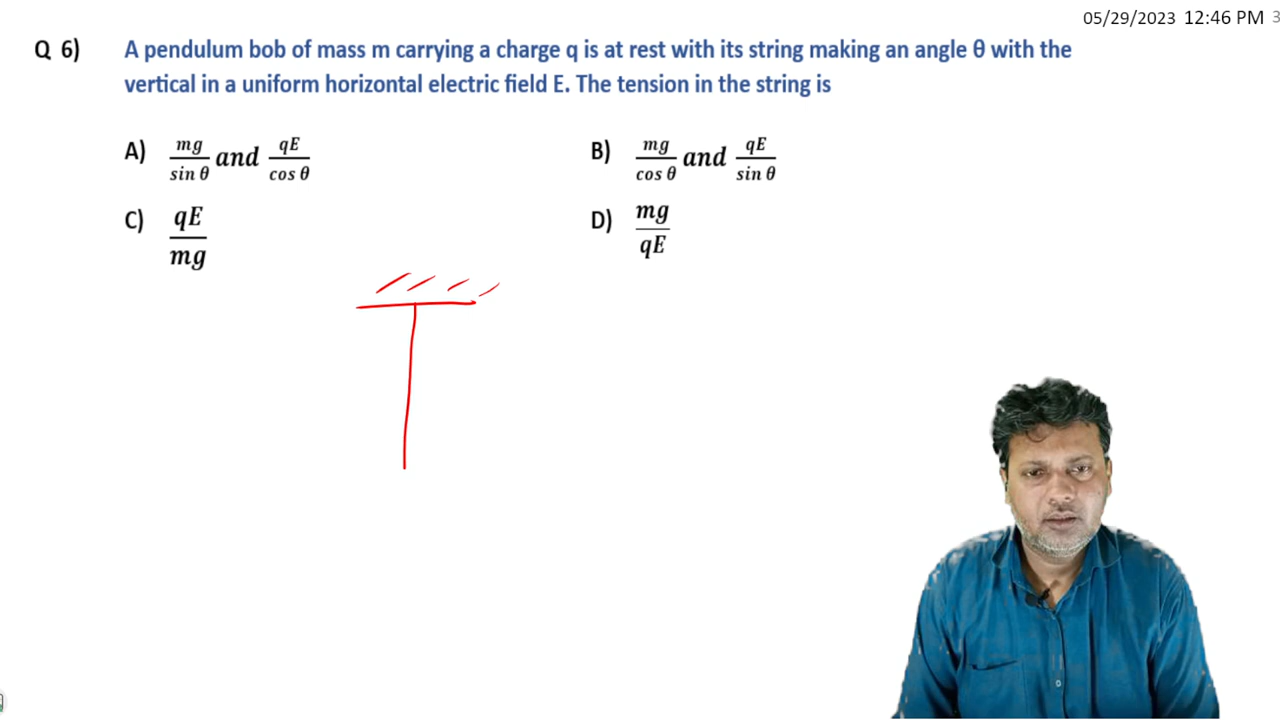 05/29/2023 12:46 PM 3
Q 6) A pendulum bob of mass m carrying a charge q is at rest with its string making an angle θ with the
vertical in a uniform horizontal electric field E. The tension in the string is
A) mg/sin θ and qE/cos θ
B) mg/cos θ and qE/sin θ
C) qE/mg
D) mg/qE